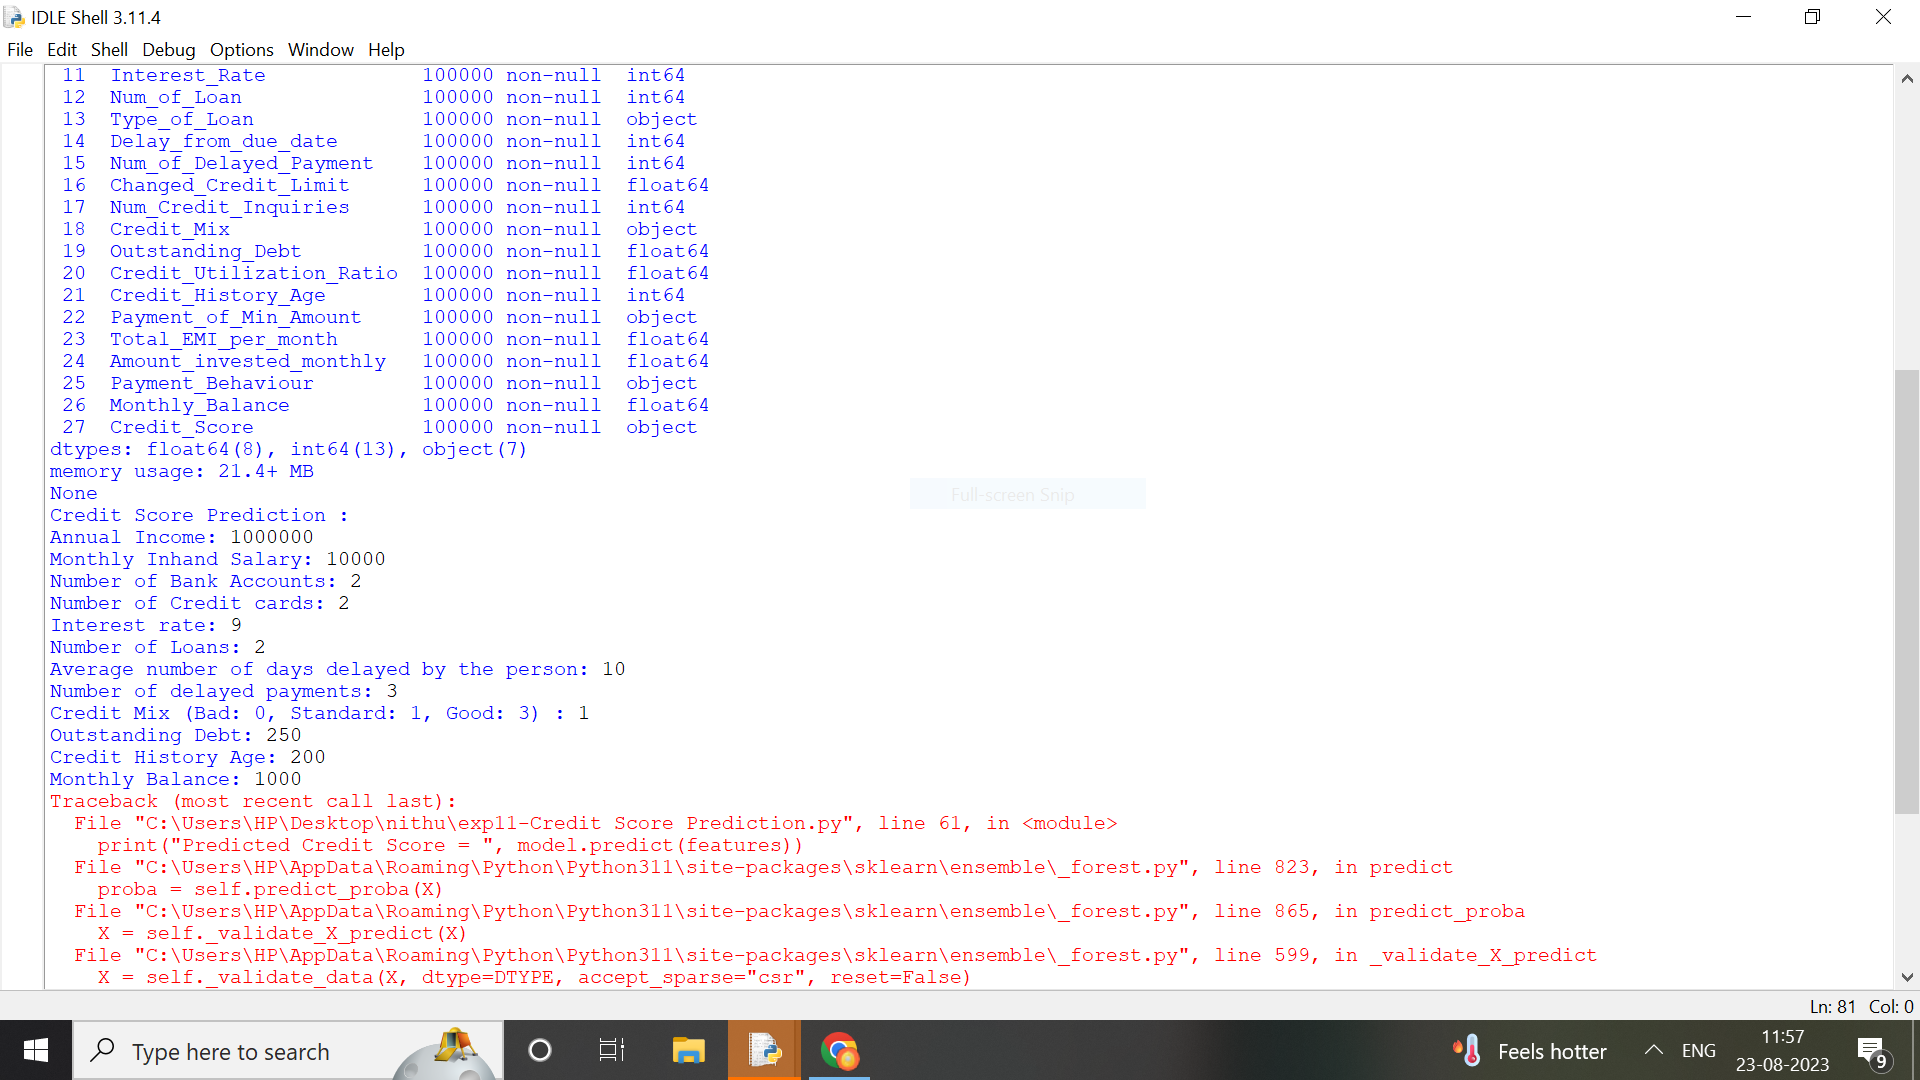 IDLE Shell 3.11.4
File Edit Shell Debug Options Window Help
11 Interest_Rate 100000 non-null int64
12 Num_of_Loan 100000 non-null int64
13 Type_of_Loan 100000 non-null object
14 Delay_from_due_date 100000 non-null int64
15 Num_of_Delayed_Payment 100000 non-null int64
16 Changed_Credit_Limit 100000 non-null float64
17 Num_Credit_Inquiries 100000 non-null int64
18 Credit_Mix 100000 non-null object
19 Outstanding_Debt 100000 non-null float64
20 Credit_Utilization_Ratio 100000 non-null float64
21 Credit_History_Age 100000 non-null int64
22 Payment_of_Min_Amount 100000 non-null object
23 Total_EMI_per_month 100000 non-null float64
24 Amount_invested_monthly 100000 non-null float64
25 Payment_Behaviour 100000 non-null object
26 Monthly_Balance 100000 non-null float64
27 Credit_Score 100000 non-null object
dtypes: float64(8), int64(13), object(7)
memory usage: 21.4+ MB
None
Full-screen Snip
Credit Score Prediction :
Annual Income: 1000000
Monthly Inhand Salary: 10000
Number of Bank Accounts: 2
Number of Credit cards: 2
Interest rate: 9
Number of Loans: 2
Average number of days delayed by the person: 10
Number of delayed payments: 3
Credit Mix (Bad: 0, Standard: 1, Good: 3) : 1
Outstanding Debt: 250
Credit History Age: 200
Monthly Balance: 1000
Traceback (most recent call last):
File "C:\Users\HP\Desktop\nithu\exp11-Credit Score Prediction.py", line 61, in <module>
print("Predicted Credit Score = ", model.predict(features))
File "C:\Users\HP\AppData\Roaming\Python\Python311\site-packages\sklearn\ensemble\_forest.py", line 823, in predict
proba = self.predict_proba(X)
File "C:\Users\HP\AppData\Roaming\Python\Python311\site-packages\sklearn\ensemble\_forest.py", line 865, in predict_proba
X = self._validate_X_predict(X)
File "C:\Users\HP\AppData\Roaming\Python\Python311\site-packages\sklearn\ensemble\_forest.py", line 599, in _validate_X_predict
X = self._validate_data(X, dtype=DTYPE, accept_sparse="csr", reset=False)
Ln: 81 Col: 0
Type here to search
Feels hotter
ENG
11:57
23-08-2023
9